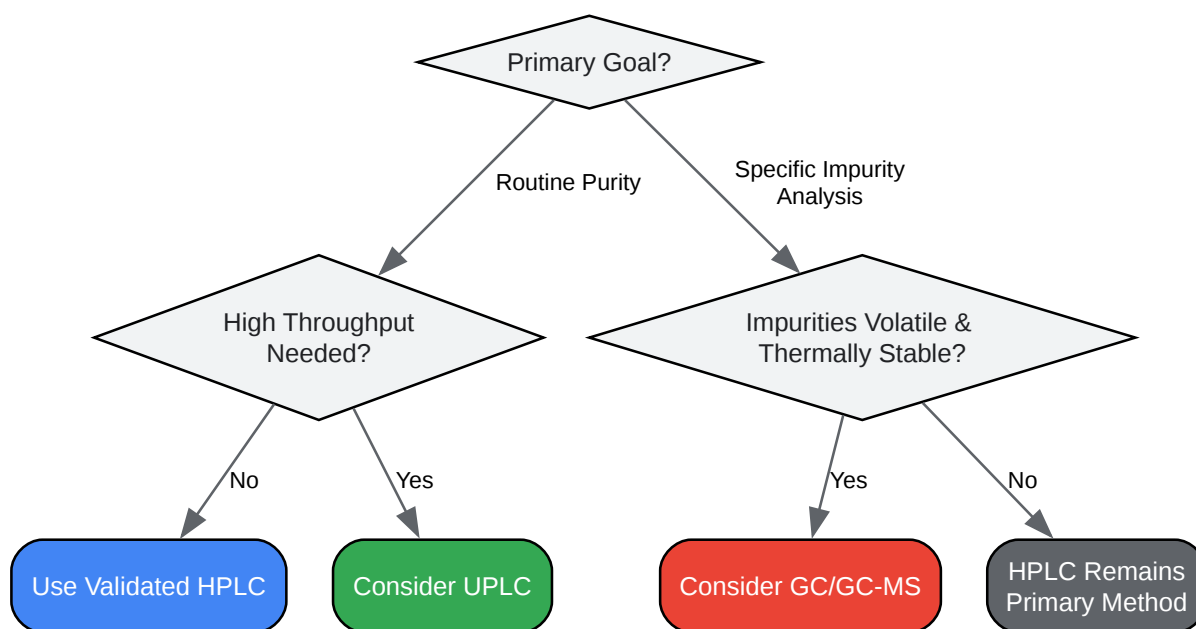 Primary Goal?
Routine Purity
Specific Impurity
Analysis
High Throughput
Needed?
Impurities Volatile &
Thermally Stable?
No
Yes
Yes
No
Use Validated HPLC
Consider UPLC
Consider GC/GC-MS
HPLC Remains
Primary Method